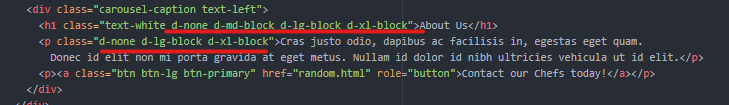 <div class="carousel-caption text-left">
<h1 class="text-white d-none d-md-block d-lg-block d-xl-block">About Us</h1>
<p class="d-none d-lg-block d-xl-block">Cras justo odio, dapibus ac facilisis in, egestas eget quam.
Donec id elit non mi porta gravida at eget metus. Nullam id dolor id nibh ultricies vehicula ut id elit.</p>
<p><a class="btn btn-lg btn-primary" href="random.html" role="button">Contact our Chefs today!</a></p>
</div>